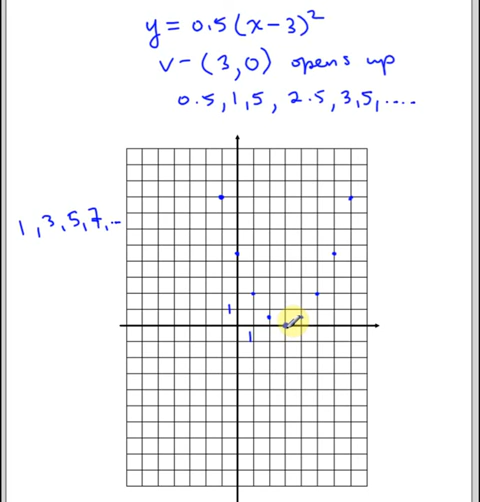 y = 0.5(x-3)²
v - (3,0) opens up
0.5, 1,5, 2.5, 3,5, ....
1, 3, 5, 7, ..
1
1